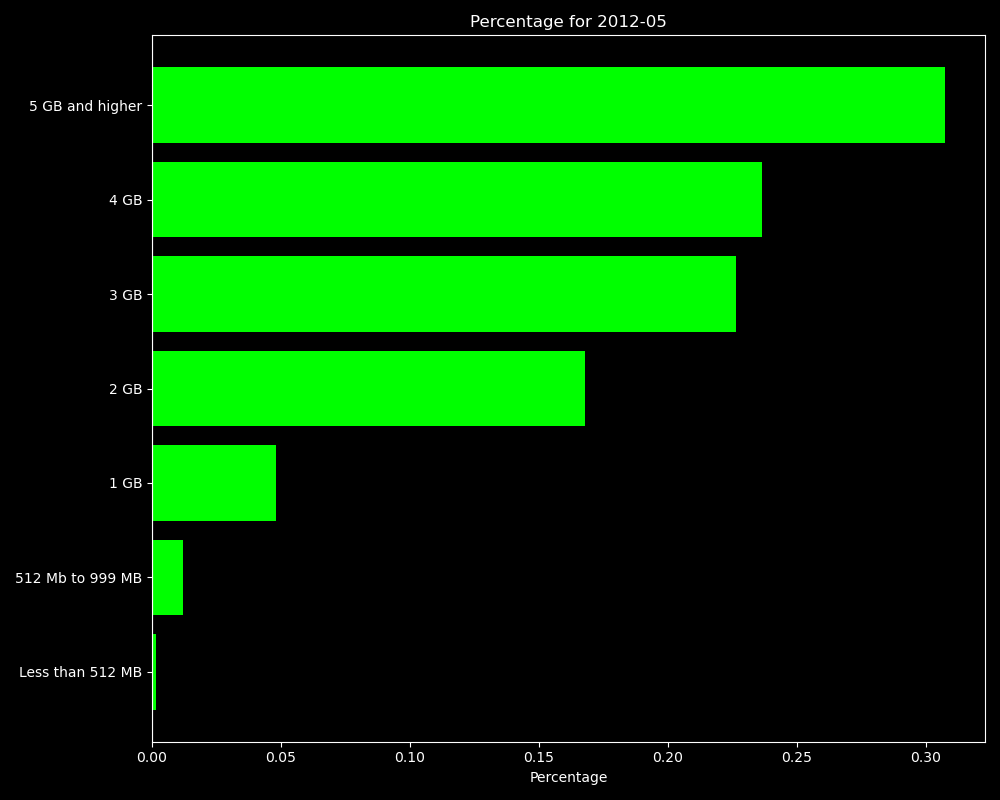 Percentage for 2012-05
5 GB and higher
4 GB
3 GB
2 GB
1 GB
512 Mb to 999 MB
Less than 512 MB
0.00 0.05 0.10 0.15 0.20 0.25 0.30
Percentage